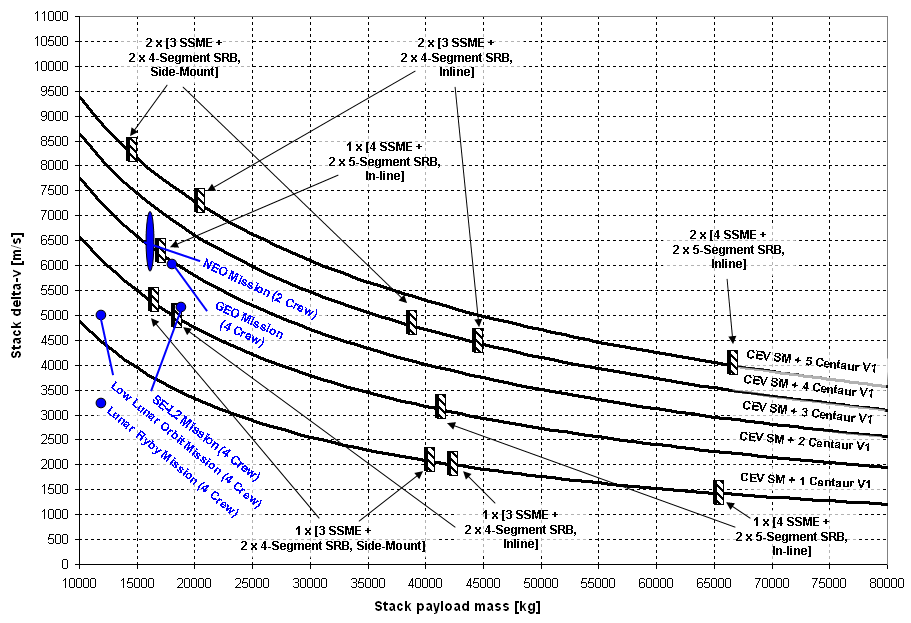 11000
10500
10000
9500
9000
8500
8000
7500
7000
6500
6000
5500
5000
4500
4000
3500
3000
2500
2000
1500
1000
500
0
Stack delta-v [m/s]
2 x [3 SSME +
2 x 4-Segment SRB,
Side-Mount]
2 x [3 SSME +
2 x 4-Segment SRB,
Inline]
1 x [4 SSME +
2 x 5-Segment SRB,
In-line]
2 x [4 SSME +
2 x 5-Segment SRB,
Inline]
NEO Mission (2 Crew)
GEO Mission
(4 Crew)
SE-L2 Mission (4 Crew)
Low Lunar Orbit Mission (4 Crew)
Lunar Flyby Mission (4 Crew)
CEV SM + 5 Centaur V1
CEV SM + 4 Centaur V1
CEV SM + 3 Centaur V1
CEV SM + 2 Centaur V1
CEV SM + 1 Centaur V1
1 x [3 SSME +
2 x 4-Segment SRB, Side-Mount]
1 x [3 SSME +
2 x 4-Segment SRB,
Inline]
1 x [4 SSME +
2 x 5-Segment SRB,
In-line]
10000 15000 20000 25000 30000 35000 40000 45000 50000 55000 60000 65000 70000 75000 80000
Stack payload mass [kg]